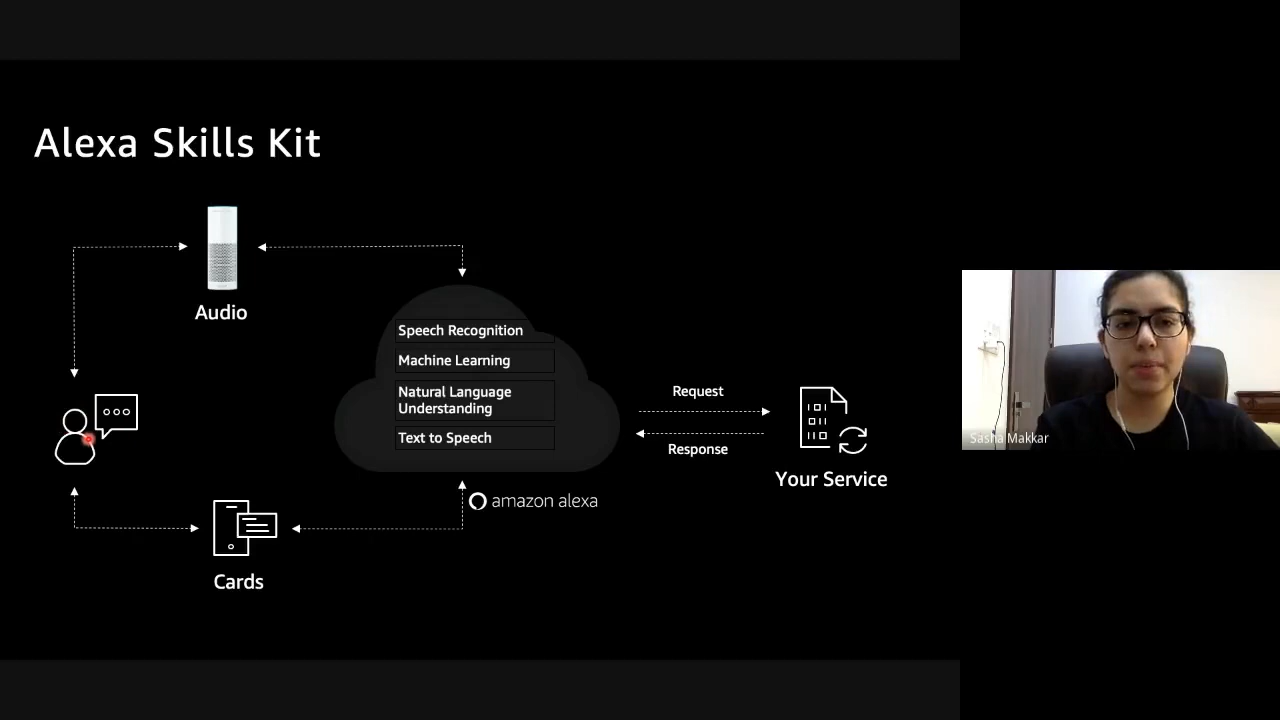 Alexa Skills Kit
Audio
Speech Recognition
Machine Learning
Natural Language
Understanding
Text to Speech
Request
Response
Your Service
amazon alexa
Cards
Sasha Makkar